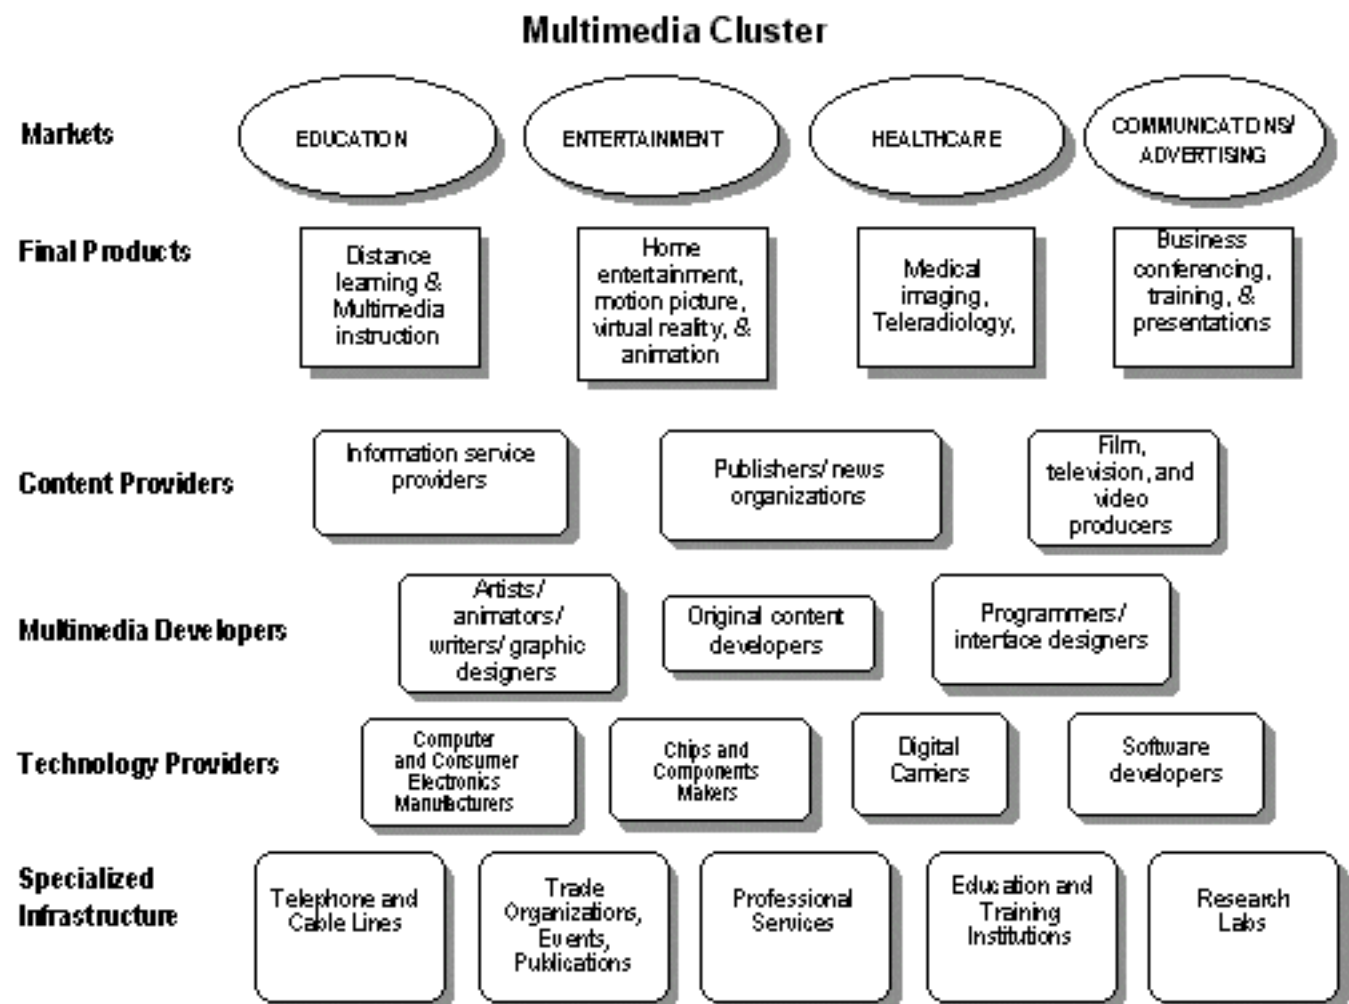 Multimedia Cluster
Markets
EDUCATION
ENTERTAINMENT
HEALTHCARE
COMMUNICATIONS/
ADVERTISING
Final Products
Distance
learning &
Multimedia
instruction
Home
entertainment,
motion picture,
virtual reality, &
animation
Medical
imaging,
Teleradiology,
Business
conferencing,
training, &
presentations
Content Providers
Information service
providers
Publishers/ news
organizations
Film,
television, and
video
producers
Multimedia Developers
Artists/
animators/
writers/ graphic
designers
Original content
developers
Programmers/
interface designers
Technology Providers
Computer
and Consumer
Electronics
Manufacturers
Chips and
Components
Makers
Digital
Carriers
Software
developers
Specialized
Infrastructure
Telephone and
Cable Lines
Trade
Organizations,
Events,
Publications
Professional
Services
Education and
Training
Institutions
Research
Labs